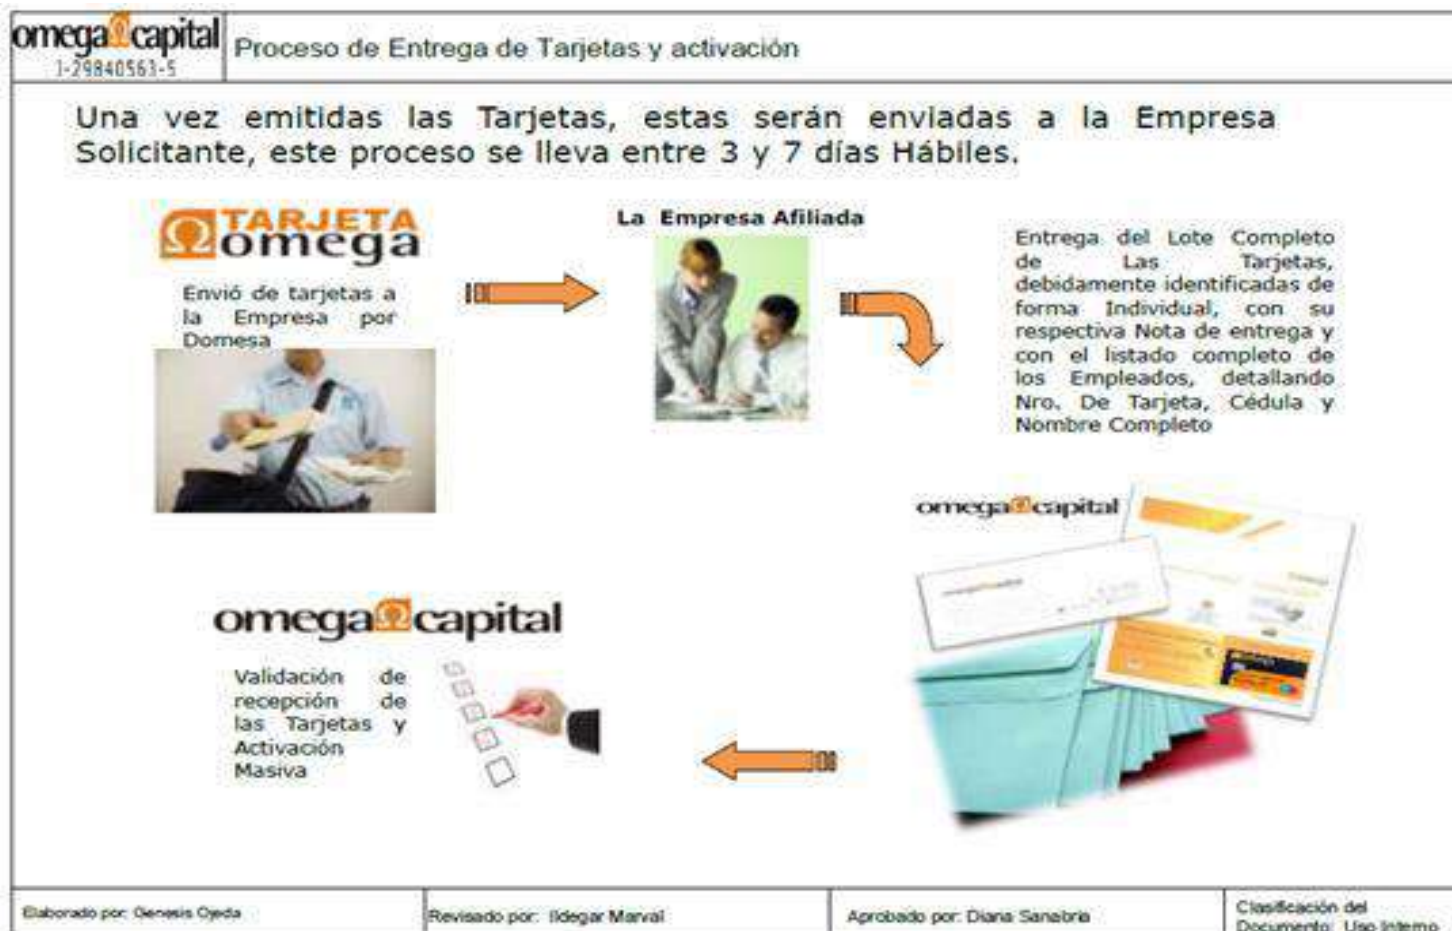 omega Ω capital
J-29840563-5
Proceso de Entrega de Tarjetas y activación
Una vez emitidas las Tarjetas, estas serán enviadas a la Empresa
Solicitante, este proceso se lleva entre 3 y 7 días Hábiles.
Ω TARJETA
omega
Envió de tarjetas a
la Empresa por
Domesa
La Empresa Afiliada
Entrega del Lote Completo
de Las Tarjetas,
debidamente identificadas de
forma Individual, con su
respectiva Nota de entrega y
con el listado completo de
los Empleados, detallando
Nro. De Tarjeta, Cédula y
Nombre Completo
omega Ω capital
omega Ω capital
Validación de
recepción de
las Tarjetas y
Activación
Masiva
Elaborado por: Genesis Ojeda
Revisado por: Ildegar Marval
Aprobado por: Diana Sanabria
Clasificación del
Documento: Uso Interno